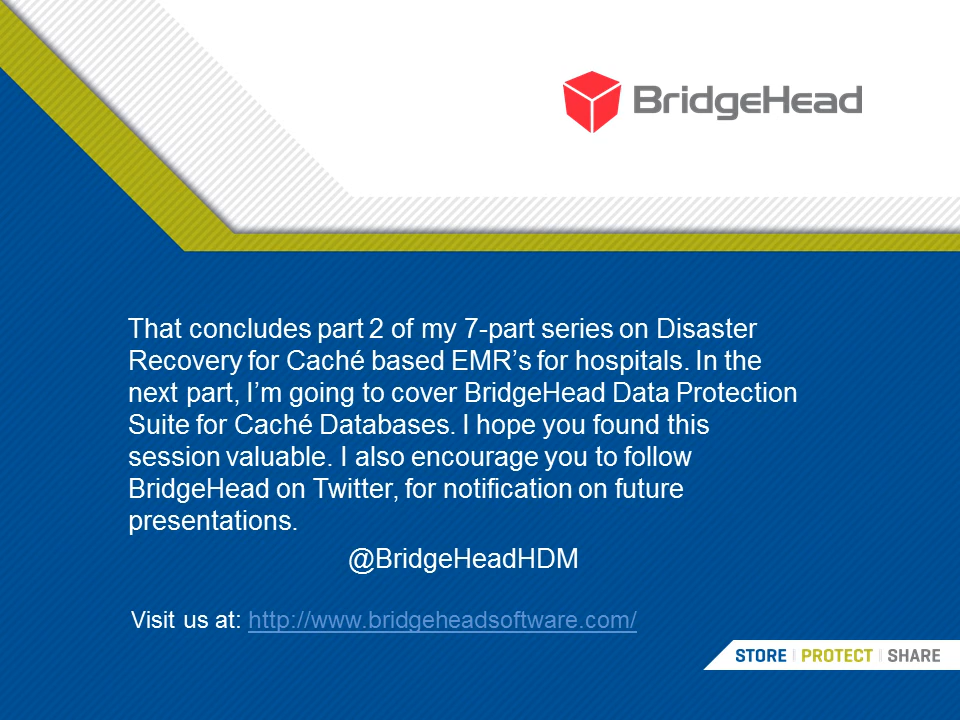 BridgeHead
That concludes part 2 of my 7-part series on Disaster
Recovery for Caché based EMR’s for hospitals. In the
next part, I’m going to cover BridgeHead Data Protection
Suite for Caché Databases. I hope you found this
session valuable. I also encourage you to follow
BridgeHead on Twitter, for notification on future
presentations.
@BridgeHeadHDM
Visit us at: http://www.bridgeheadsoftware.com/
STORE | PROTECT | SHARE